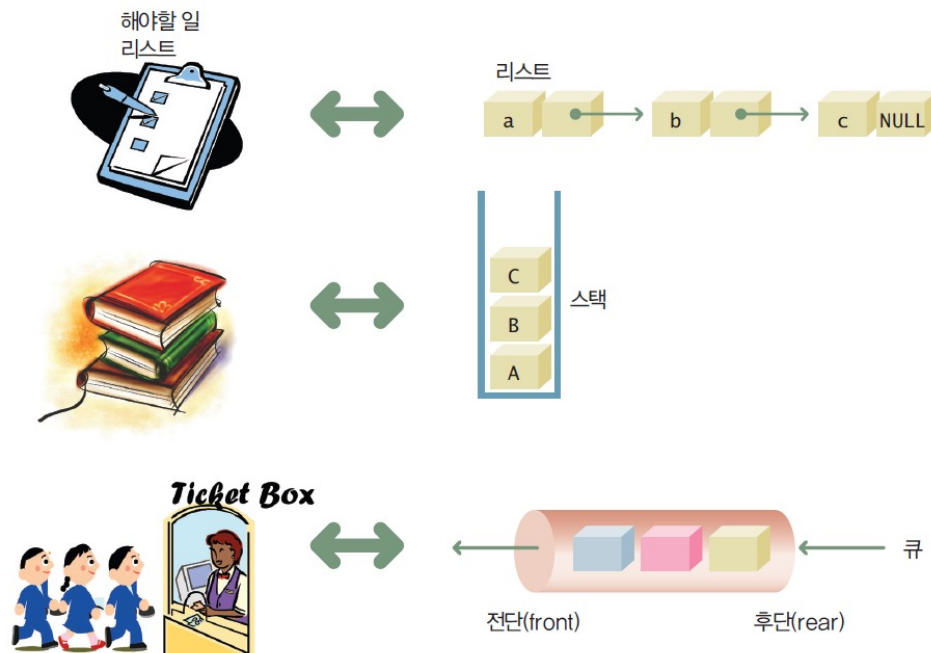 해야할 일
리스트
리스트
a
b
c
NULL
C
B
A
스택
Ticket Box
큐
전단(front)
후단(rear)